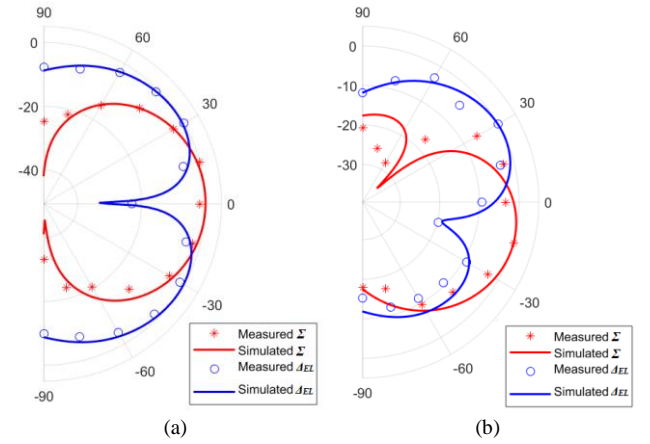 90
60
30
0
-30
-60
-90
0
-20
-40
Measured Σ
Simulated Σ
Measured Δ_EL
Simulated Δ_EL
(a)
90
60
30
0
-30
-60
-90
0
-10
-20
-30
Measured Σ
Simulated Σ
Measured Δ_EL
Simulated Δ_EL
(b)